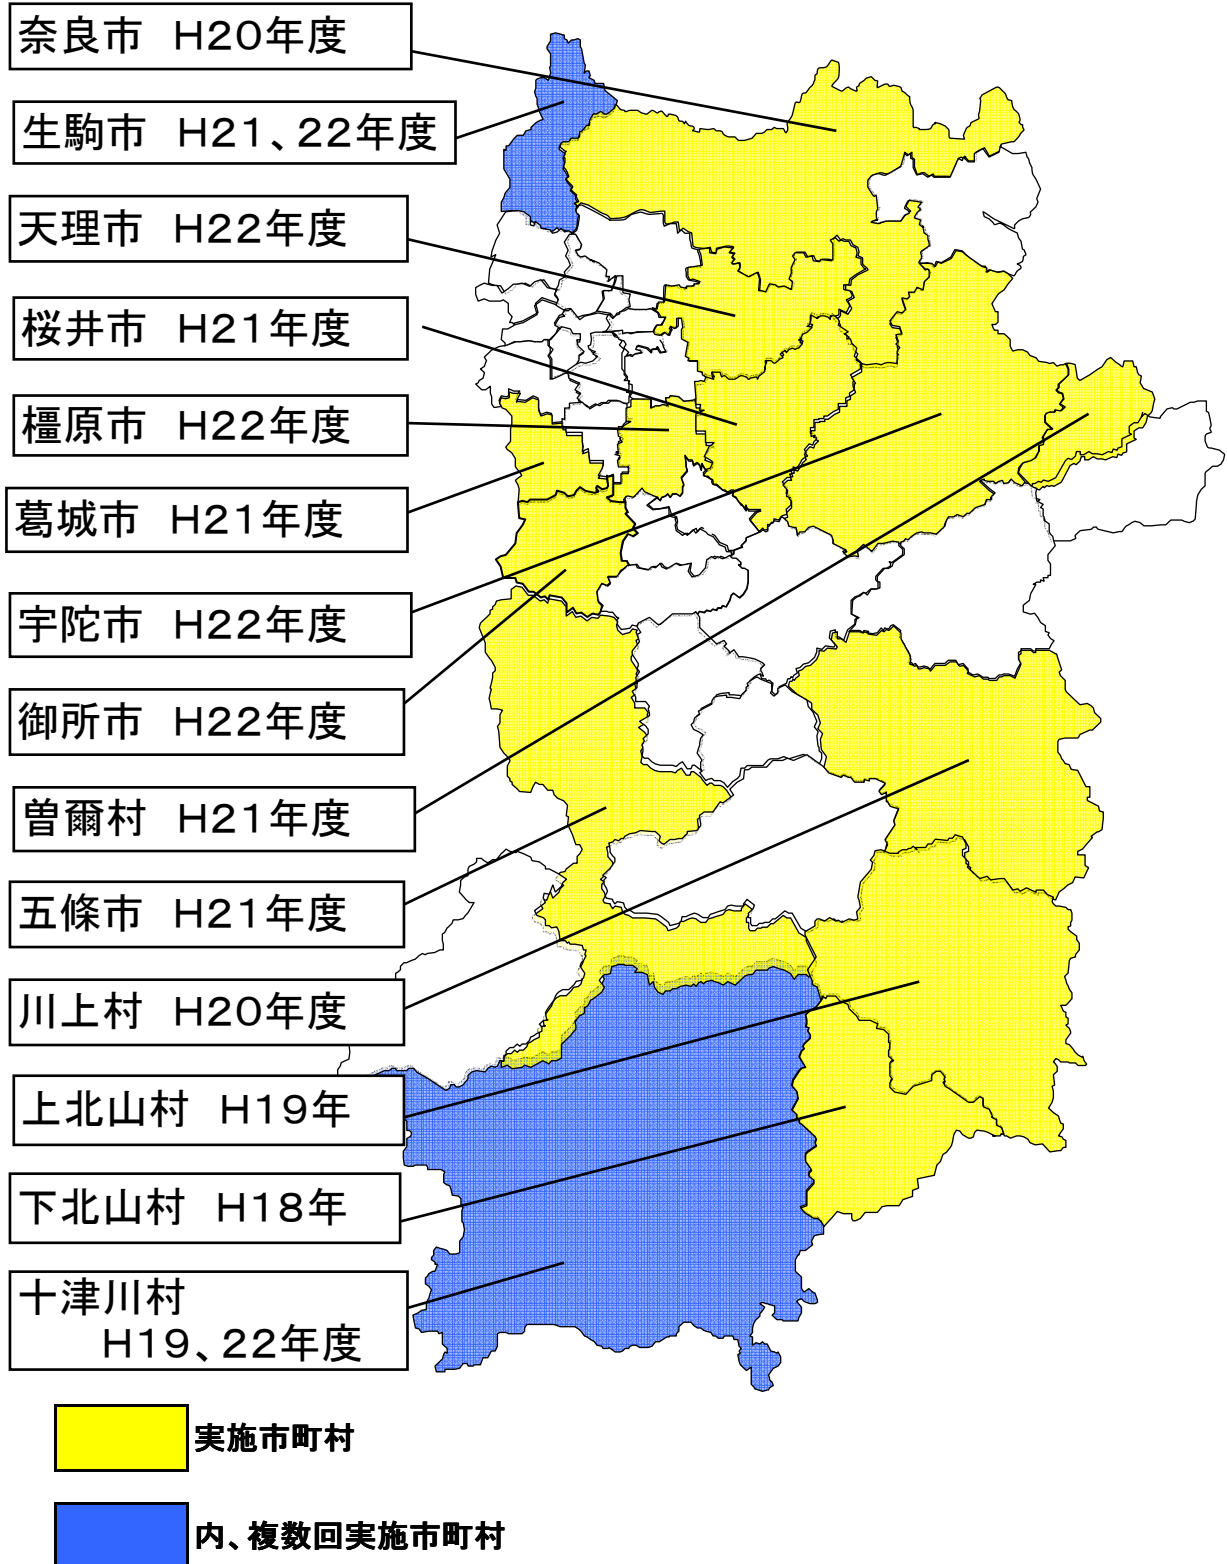 奈良市　H20年度
生駒市　H21、22年度
天理市　H22年度
桜井市　H21年度
橿原市　H22年度
葛城市　H21年度
宇陀市　H22年度
御所市　H22年度
曽爾村　H21年度
五條市　H21年度
川上村　H20年度
上北山村　H19年
下北山村　H18年
十津川村
H19、22年度
実施市町村
内、複数回実施市町村